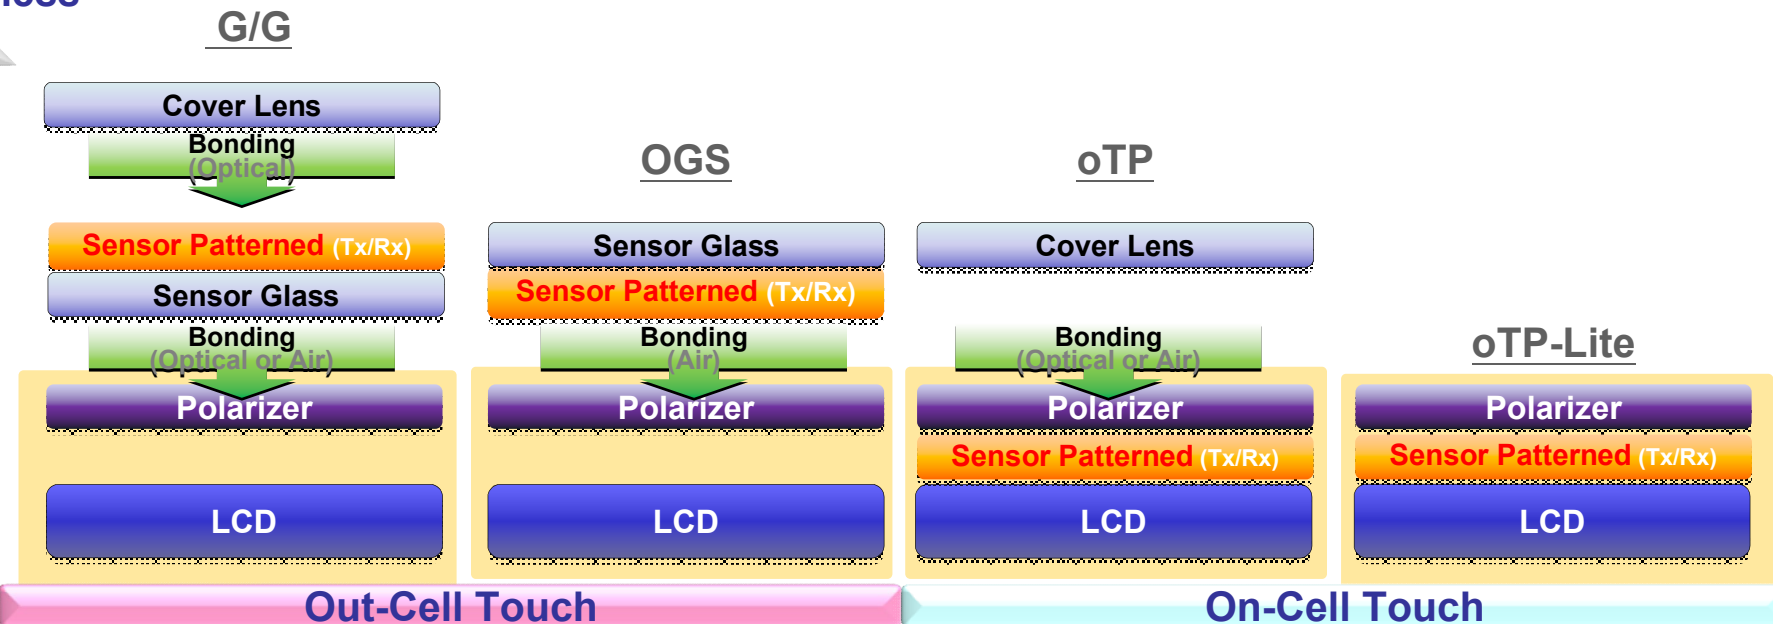 G/G
Cover Lens
Bonding
(Optical)
Sensor Patterned (Tx/Rx)
Sensor Glass
Bonding
(Optical or Air)
Polarizer
LCD
OGS
Sensor Glass
Sensor Patterned (Tx/Rx)
Bonding
(Air)
Polarizer
LCD
oTP
Cover Lens
Bonding
(Optical or Air)
Polarizer
Sensor Patterned (Tx/Rx)
LCD
oTP-Lite
Polarizer
Sensor Patterned (Tx/Rx)
LCD
Out-Cell Touch
On-Cell Touch